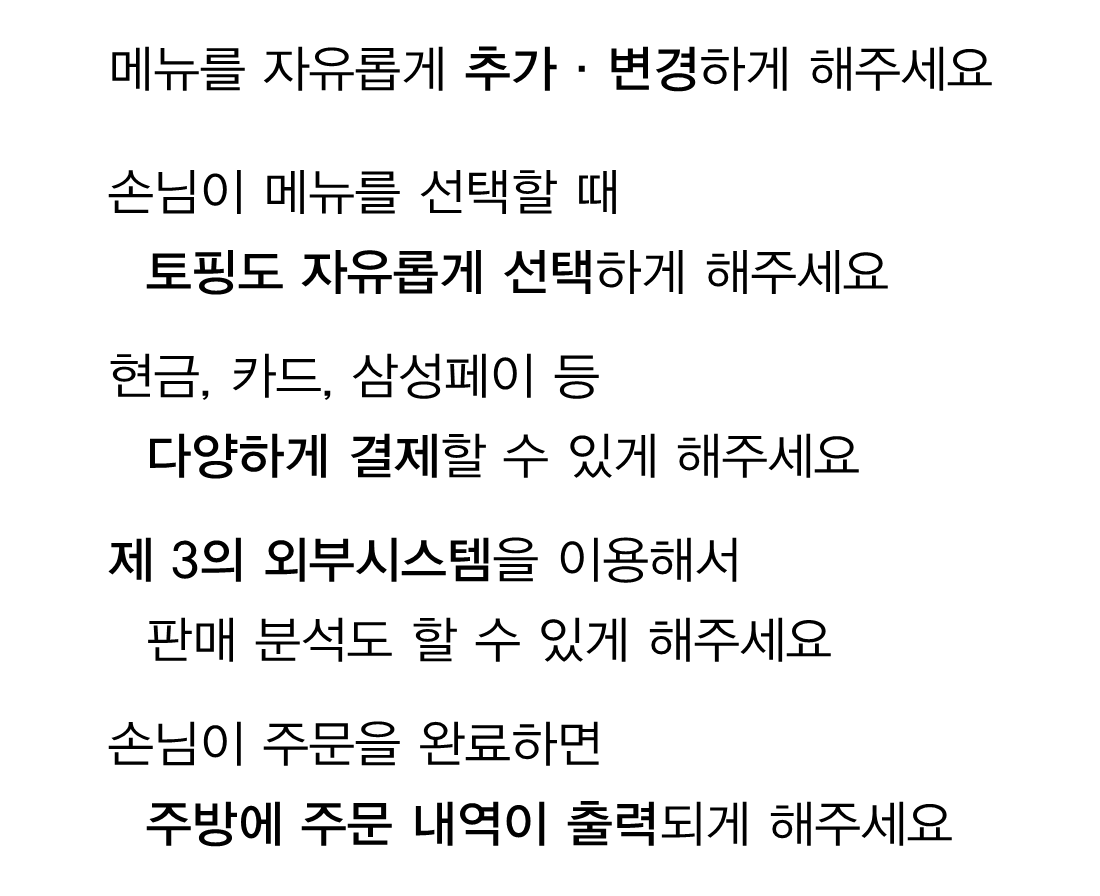 메뉴를 자유롭게 추가 · 변경하게 해주세요
손님이 메뉴를 선택할 때
토핑도 자유롭게 선택하게 해주세요
현금, 카드, 삼성페이 등
다양하게 결제할 수 있게 해주세요
제 3의 외부시스템을 이용해서
판매 분석도 할 수 있게 해주세요
손님이 주문을 완료하면
주방에 주문 내역이 출력되게 해주세요